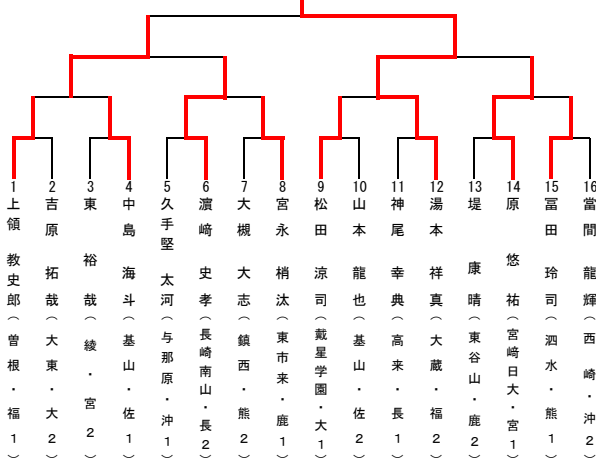 1 上領 教史郎(曽根・福1)
2 吉原 拓哉(大東・大2)
3 東 裕哉(綾・宮2)
4 中島 海斗(基山・佐1)
5 久手堅 太河(与那原・沖1)
6 濵﨑 史孝(長崎南山・長2)
7 大槻 大志(鎮西・熊2)
8 宮永 梢汰(東市来・鹿1)
9 松田 涼司(戴星学園・大1)
10 山本 龍也(基山・佐2)
11 神尾 幸典(高来・長1)
12 湯本 祥真(大蔵・福2)
13 堤 康晴(東谷山・鹿2)
14 原 悠祐(宮﨑日大・宮1)
15 冨田 玲司(泗水・熊1)
16 當間 龍輝(西崎・沖2)